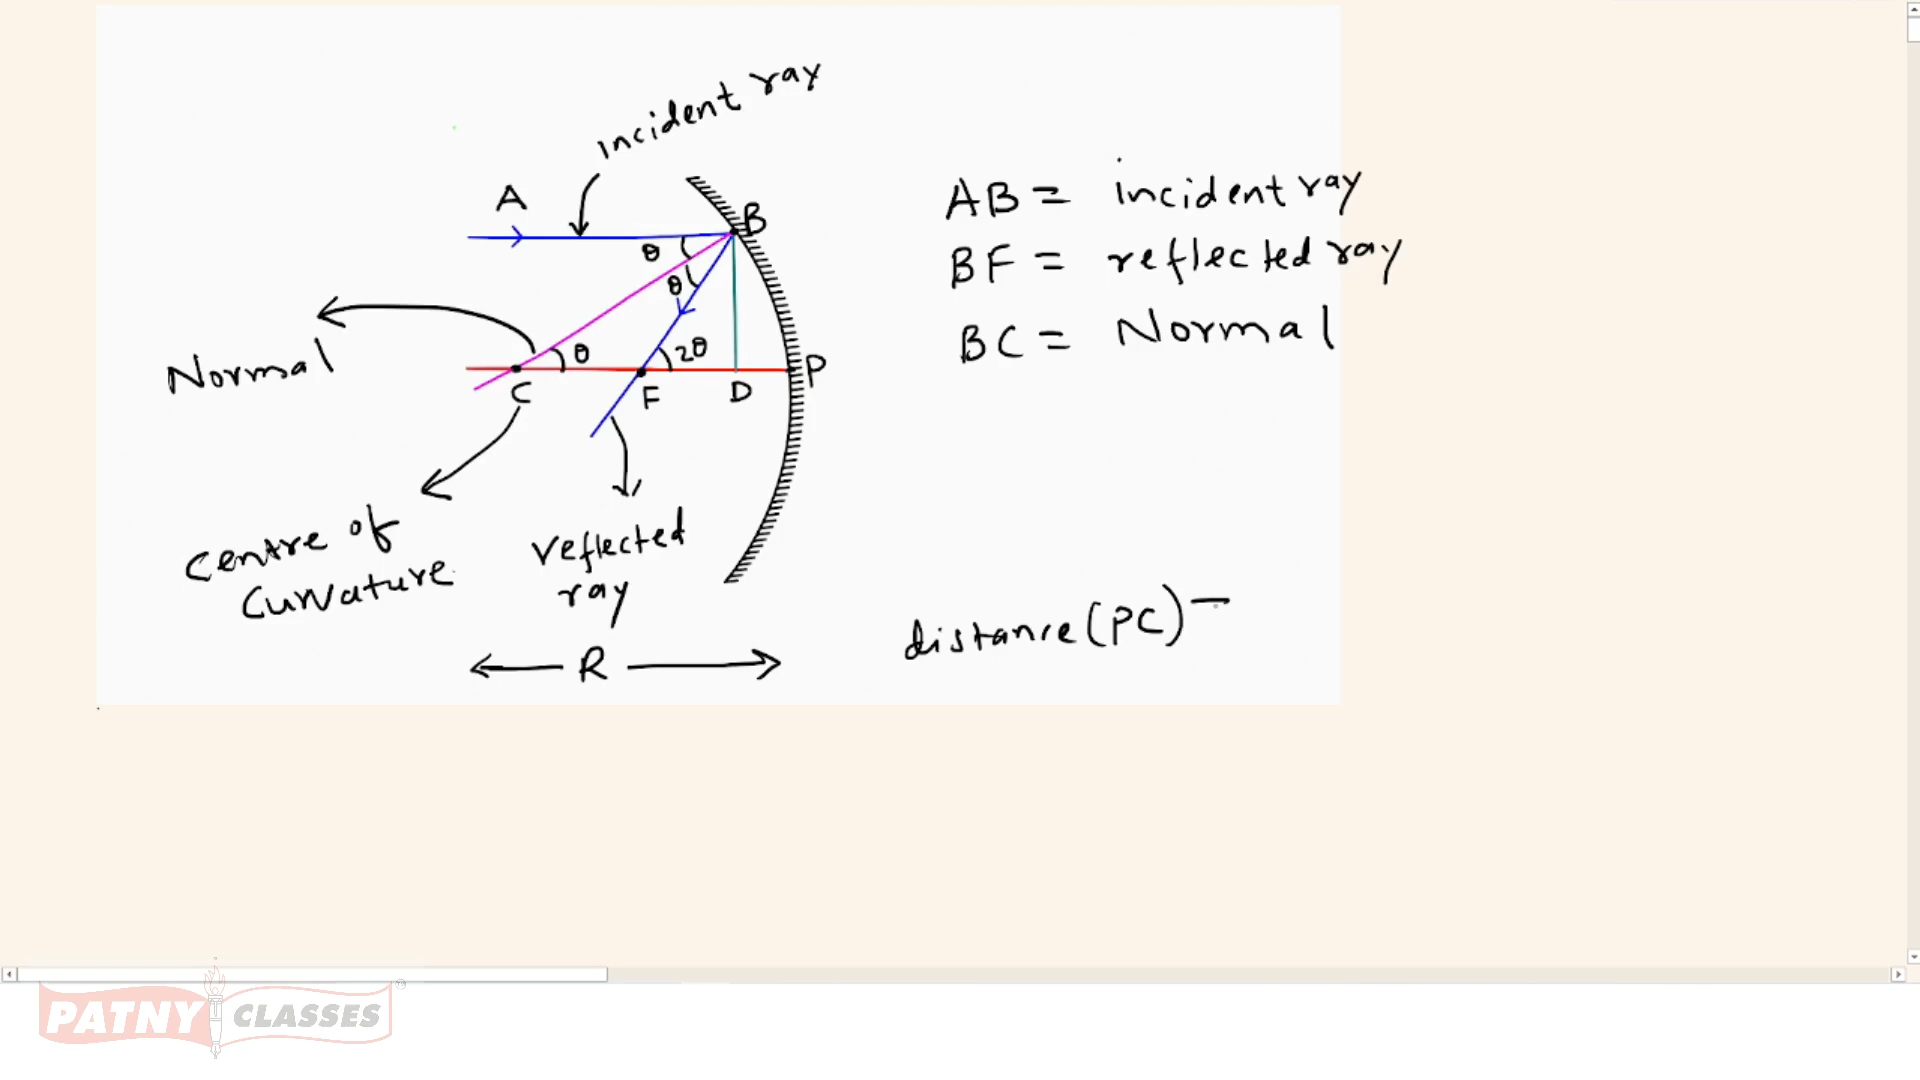 incident ray
A
B
θ
θ
θ
2θ
Normal
C
F
D
P
AB = incident ray
BF = reflected ray
BC = Normal
centre of
curvature
reflected
ray
R
distance (PC) =
PATNY CLASSES